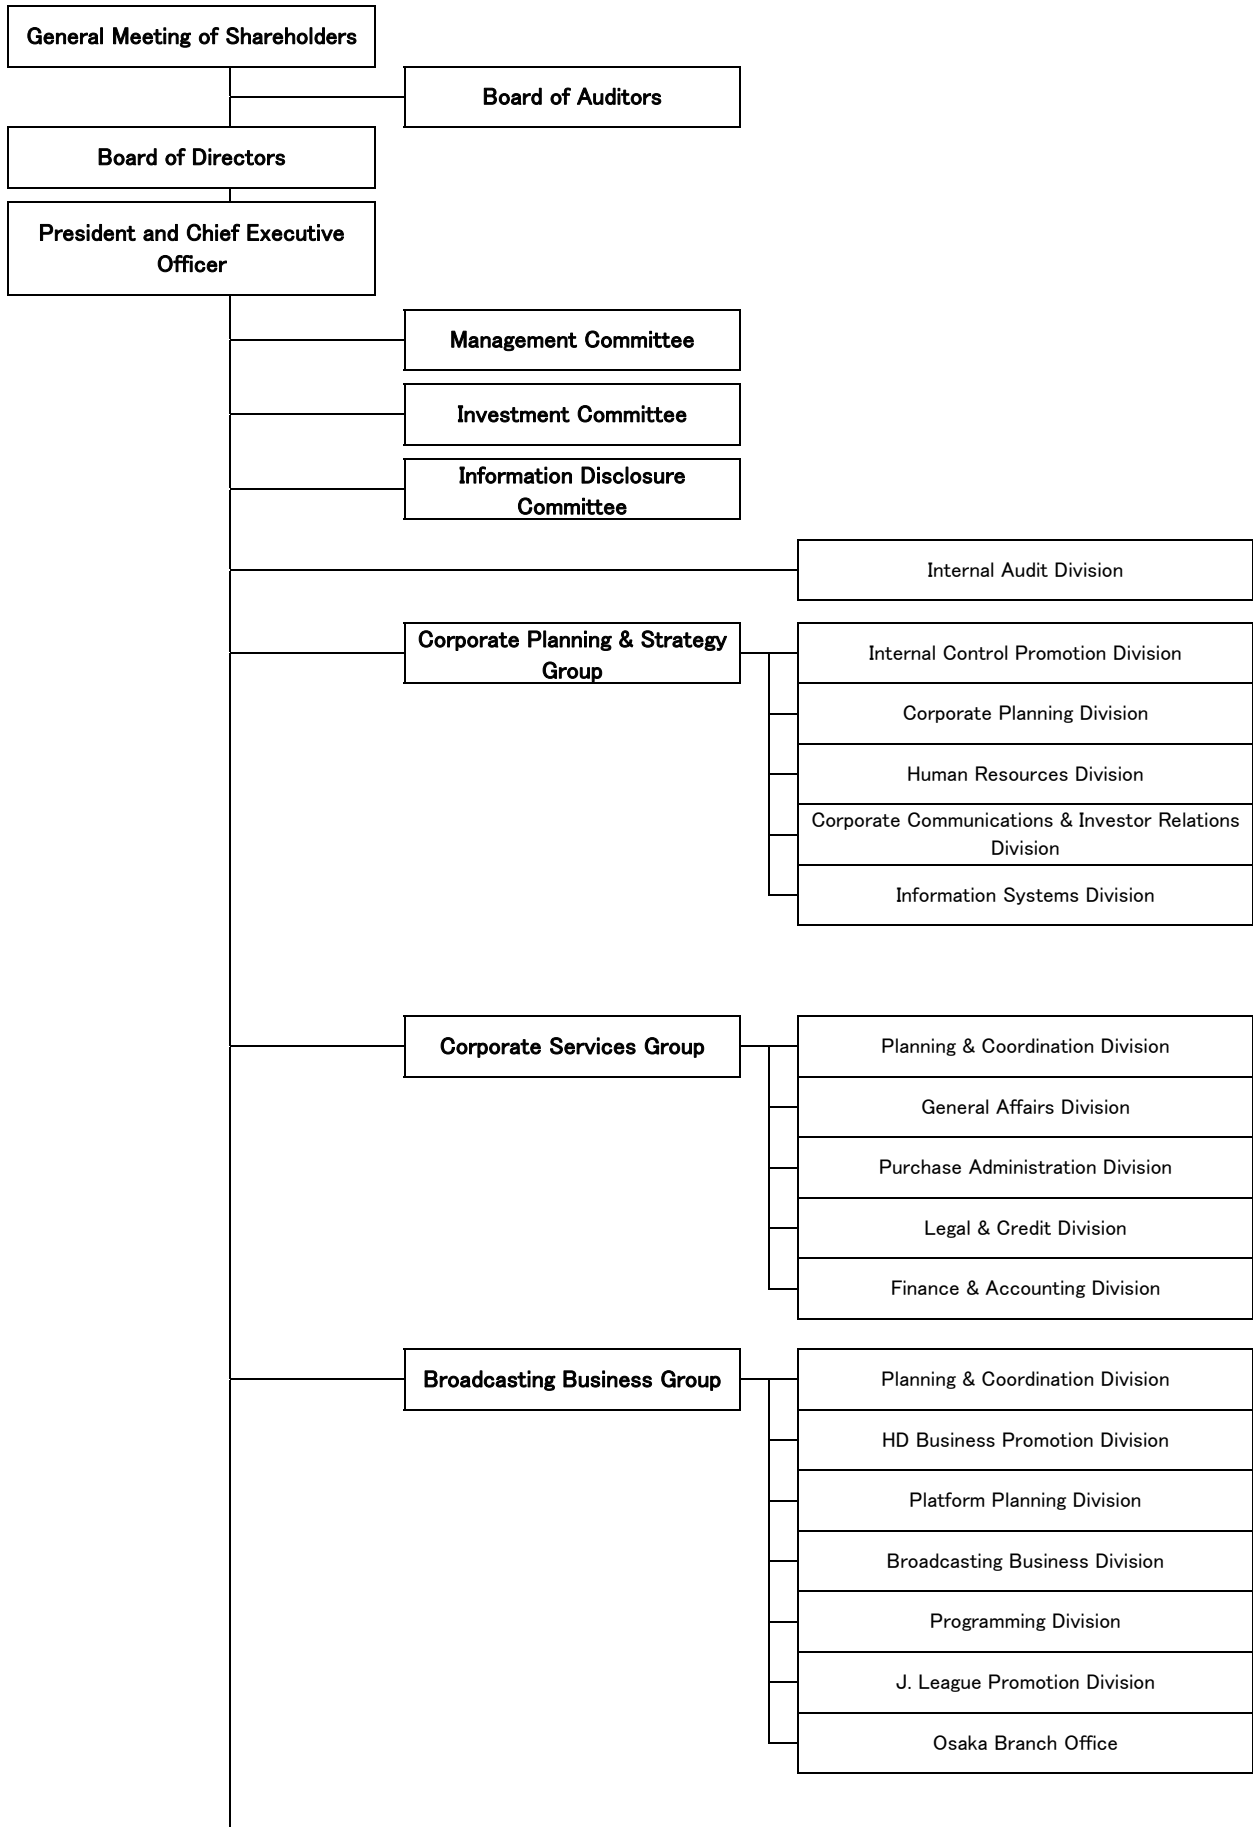 General Meeting of Shareholders
Board of Auditors
Board of Directors
President and Chief Executive
Officer
Management Committee
Investment Committee
Information Disclosure
Committee
Internal Audit Division
Corporate Planning & Strategy
Group
Internal Control Promotion Division
Corporate Planning Division
Human Resources Division
Corporate Communications & Investor Relations
Division
Information Systems Division
Corporate Services Group
Planning & Coordination Division
General Affairs Division
Purchase Administration Division
Legal & Credit Division
Finance & Accounting Division
Broadcasting Business Group
Planning & Coordination Division
HD Business Promotion Division
Platform Planning Division
Broadcasting Business Division
Programming Division
J. League Promotion Division
Osaka Branch Office